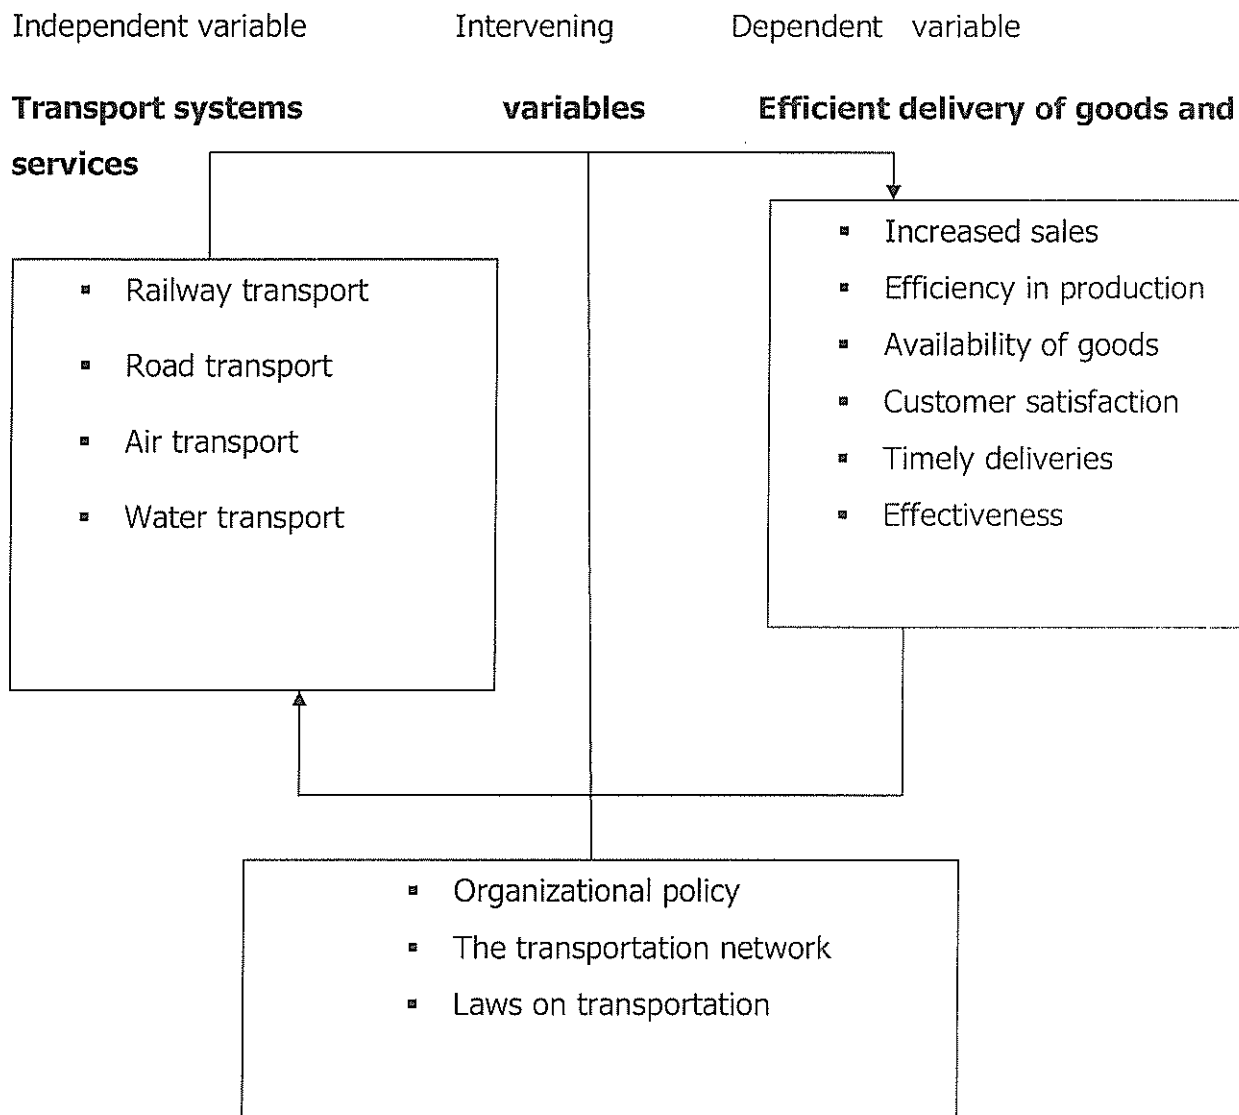 Independent variable Intervening Dependent variable
Transport systems variables Efficient delivery of goods and
services
▪ Increased sales
▪ Efficiency in production
▪ Availability of goods
▪ Customer satisfaction
▪ Timely deliveries
▪ Effectiveness
▪ Railway transport
▪ Road transport
▪ Air transport
▪ Water transport
▪ Organizational policy
▪ The transportation network
▪ Laws on transportation